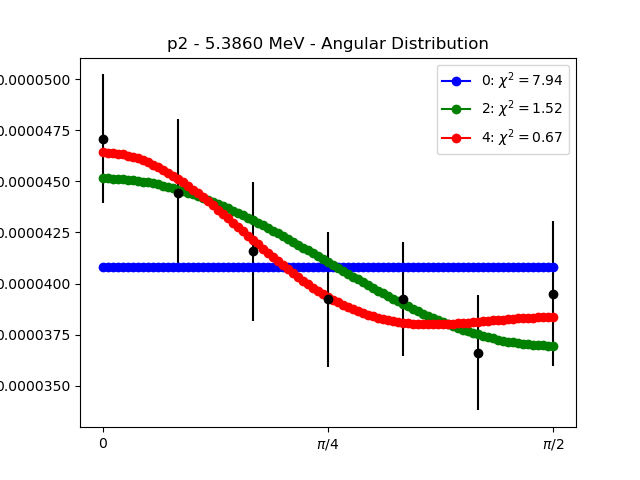 p2 - 5.3860 MeV - Angular Distribution
0: χ² = 7.94
2: χ² = 1.52
4: χ² = 0.67
0.0000500
0.0000475
0.0000450
0.0000425
0.0000400
0.0000375
0.0000350
0
π/4
π/2